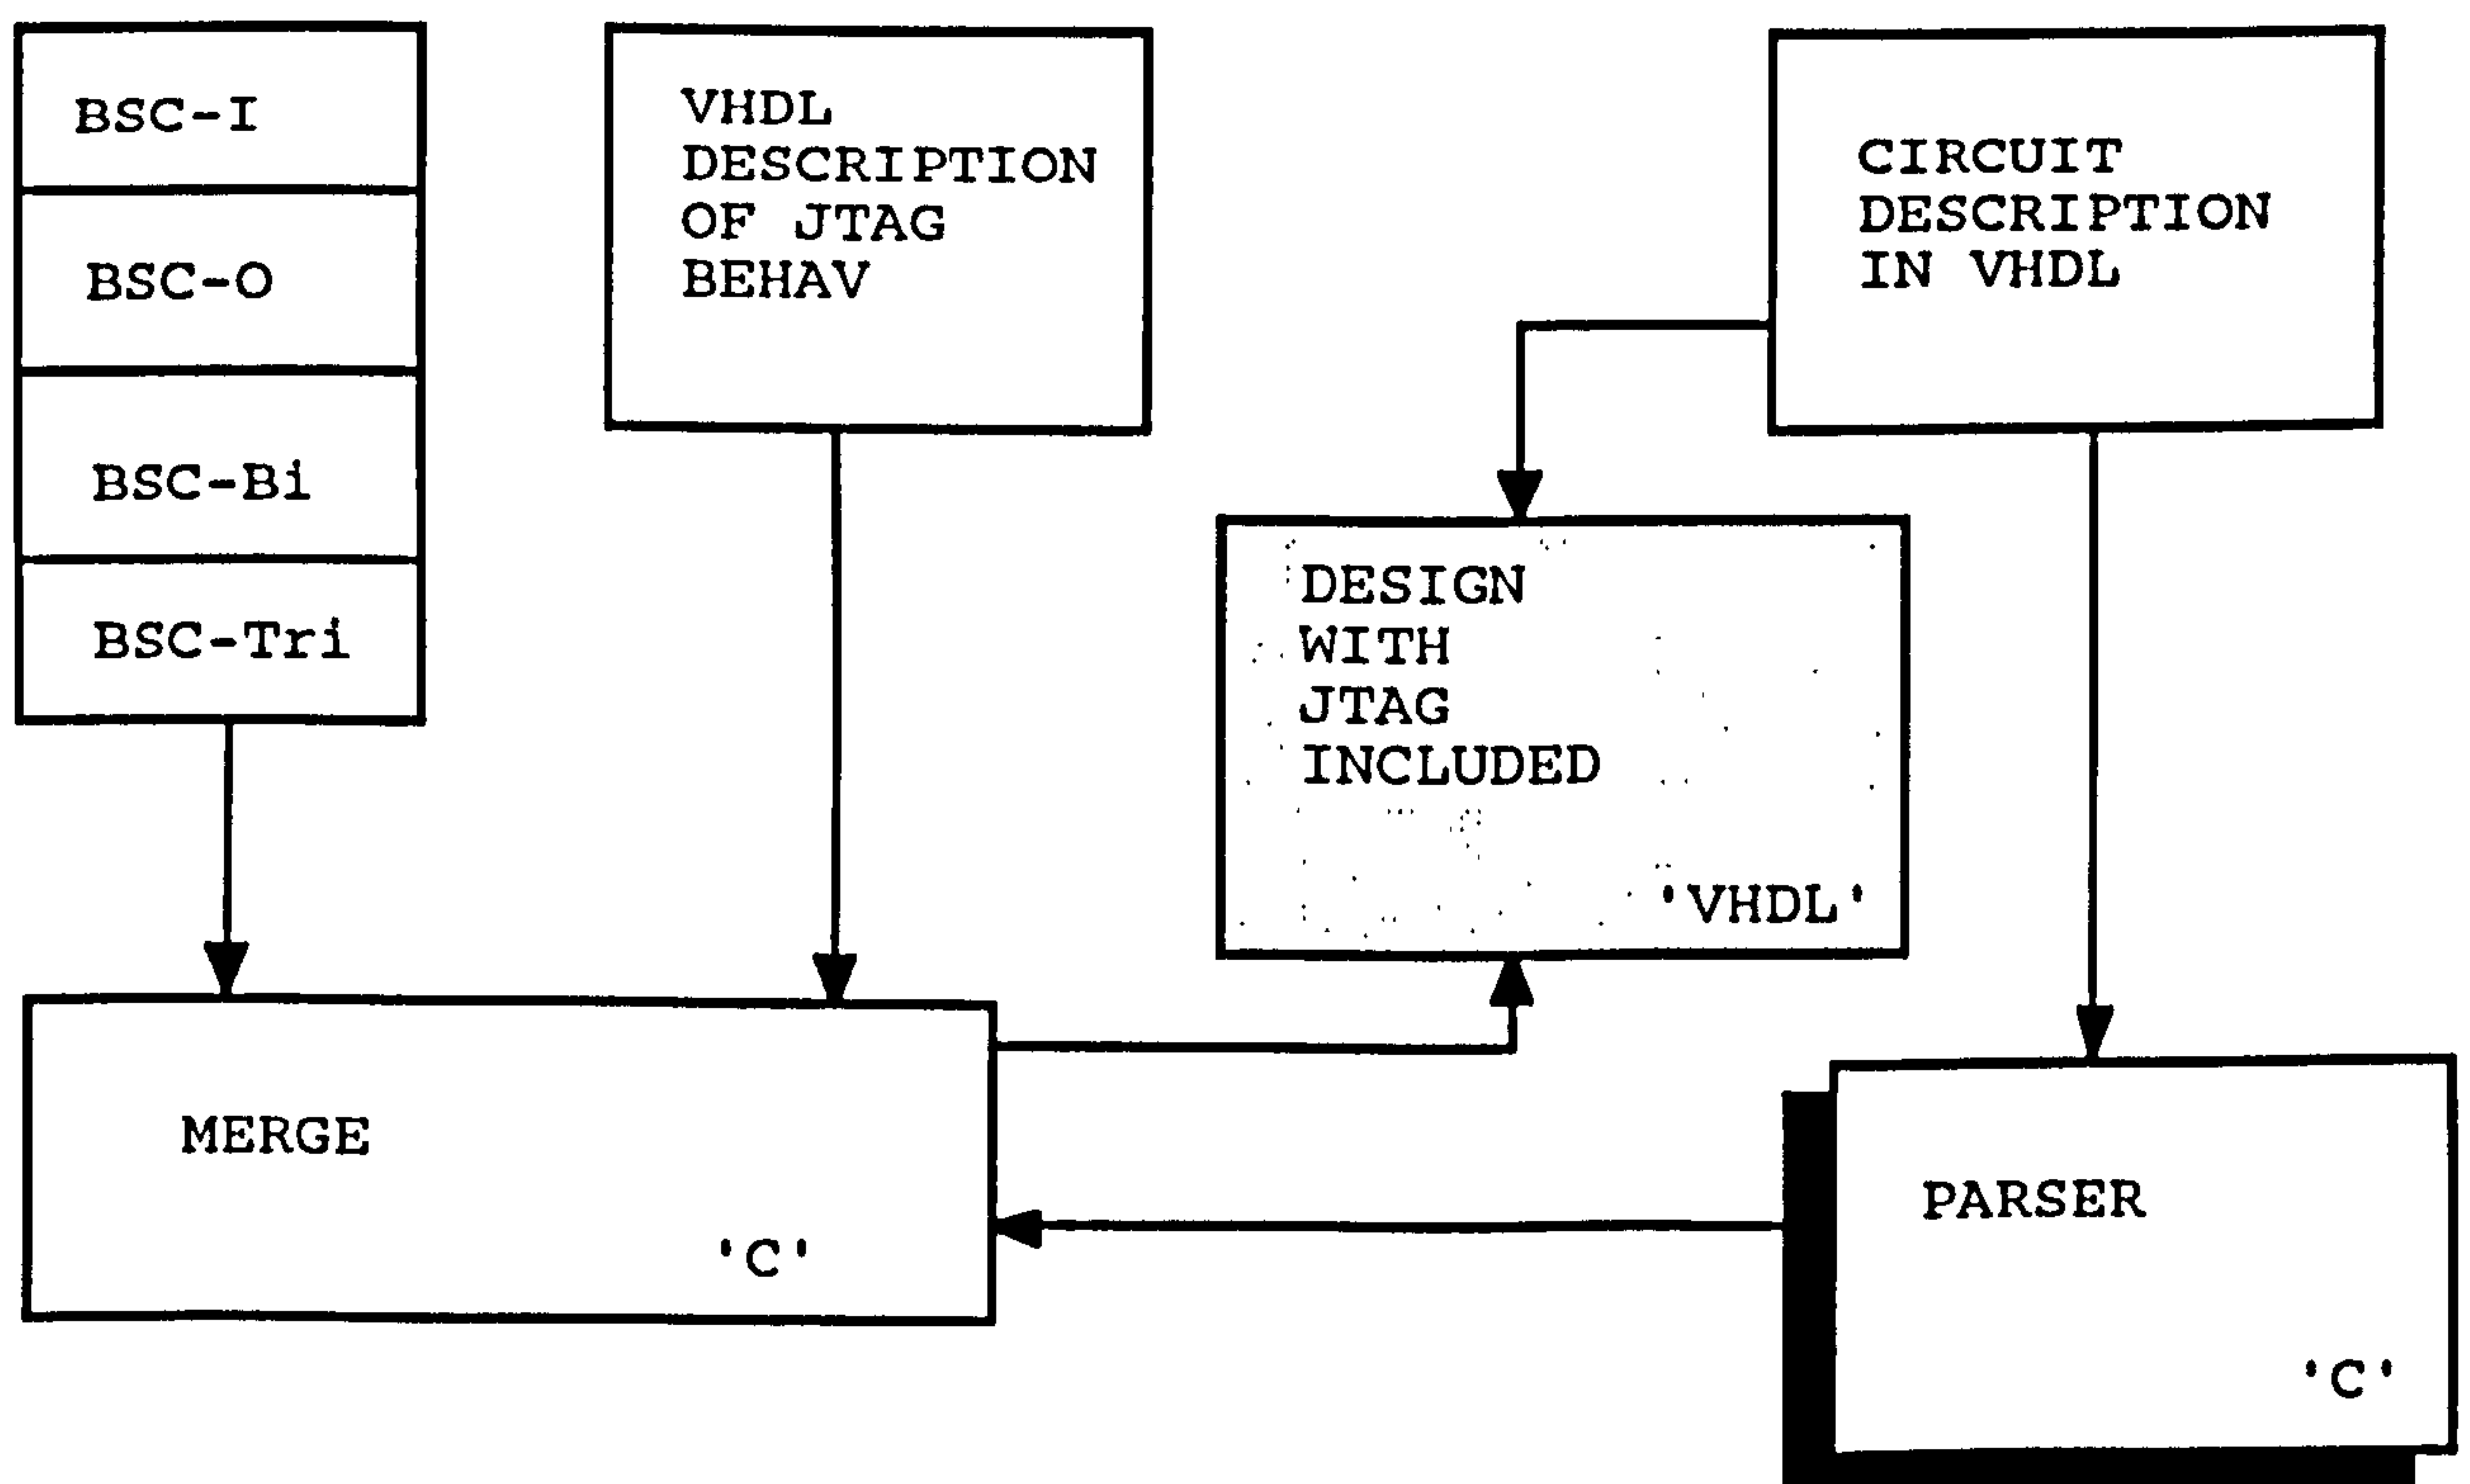 BSC-I
BSC-O
BSC-Bi
BSC-Tri
VHDL
DESCRIPTION
OF JTAG
BEHAV
CIRCUIT
DESCRIPTION
IN VHDL
DESIGN
WITH
JTAG
INCLUDED
'VHDL'
MERGE
'C'
PARSER
'C'